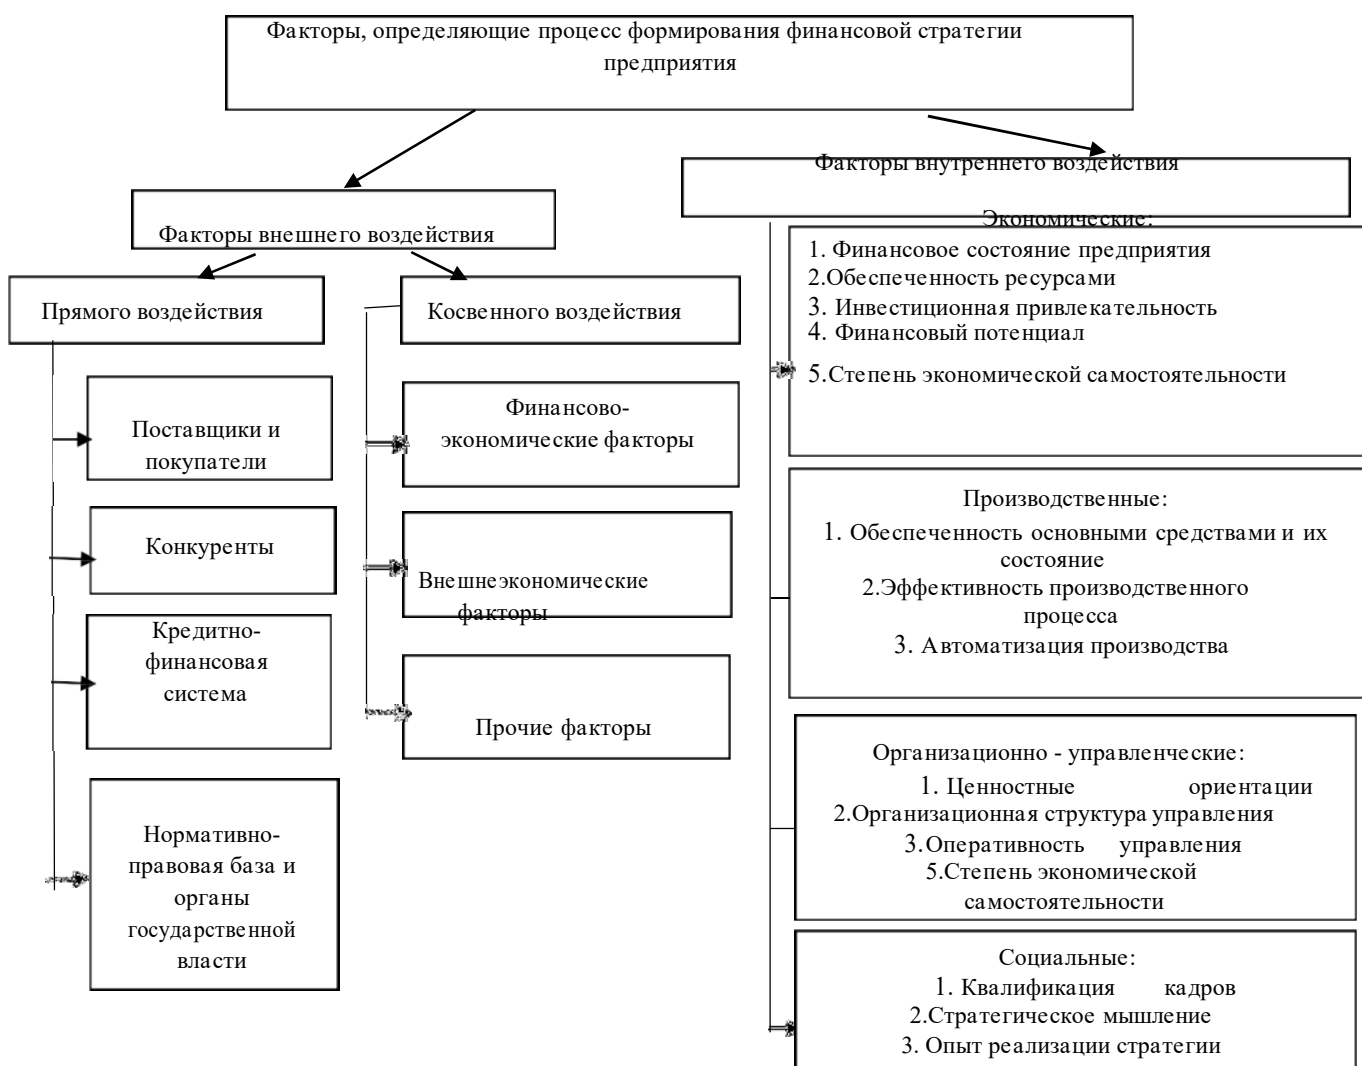 Факторы, определяющие процесс формирования финансовой стратегии
предприятия
Факторы внешнего воздействия
Прямого воздействия
Поставщики и
покупатели
Конкуренты
Кредитно-
финансовая
система
Нормативно-
правовая база и
органы
государственной
власти
Косвенного воздействия
Финансово-
экономические факторы
Внешнеэкономические
факторы
Прочие факторы
Факторы внутреннего воздействия
Экономические:
1. Финансовое состояние предприятия
2.Обеспеченность ресурсами
3. Инвестиционная привлекательность
4. Финансовый потенциал
5.Степень экономической самостоятельности
Производственные:
1. Обеспеченность основными средствами и их
состояние
2.Эффективность производственного
процесса
3. Автоматизация производства
Организационно - управленческие:
1. Ценностные ориентации
2.Организационная структура управления
3.Оперативность управления
5.Степень экономической
самостоятельности
Социальные:
1. Квалификация кадров
2.Стратегическое мышление
3. Опыт реализации стратегии